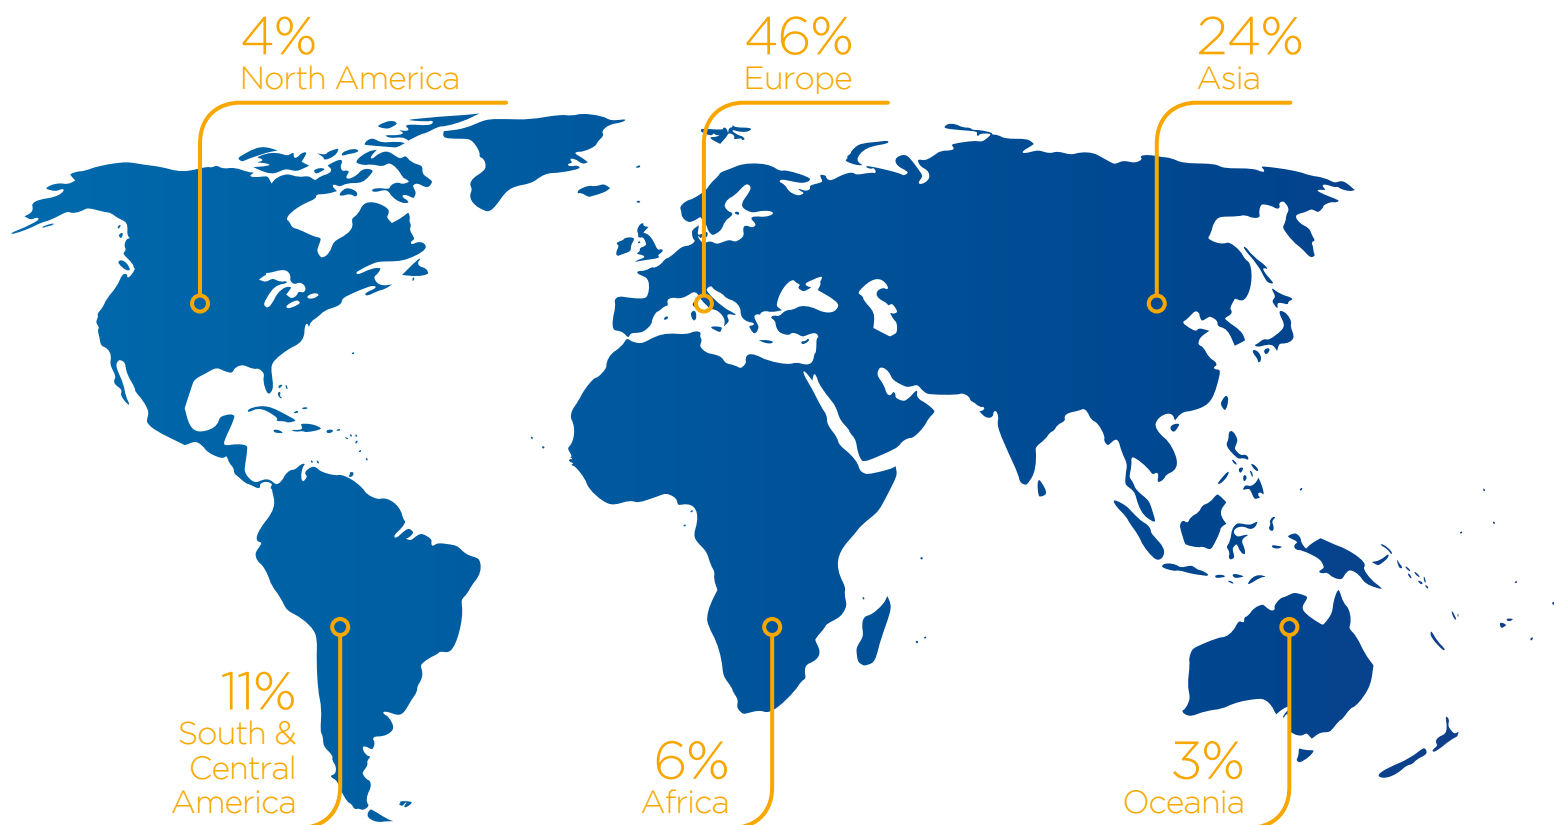 4%
North America
46%
Europe
24%
Asia
11%
South &
Central
America
6%
Africa
3%
Oceania